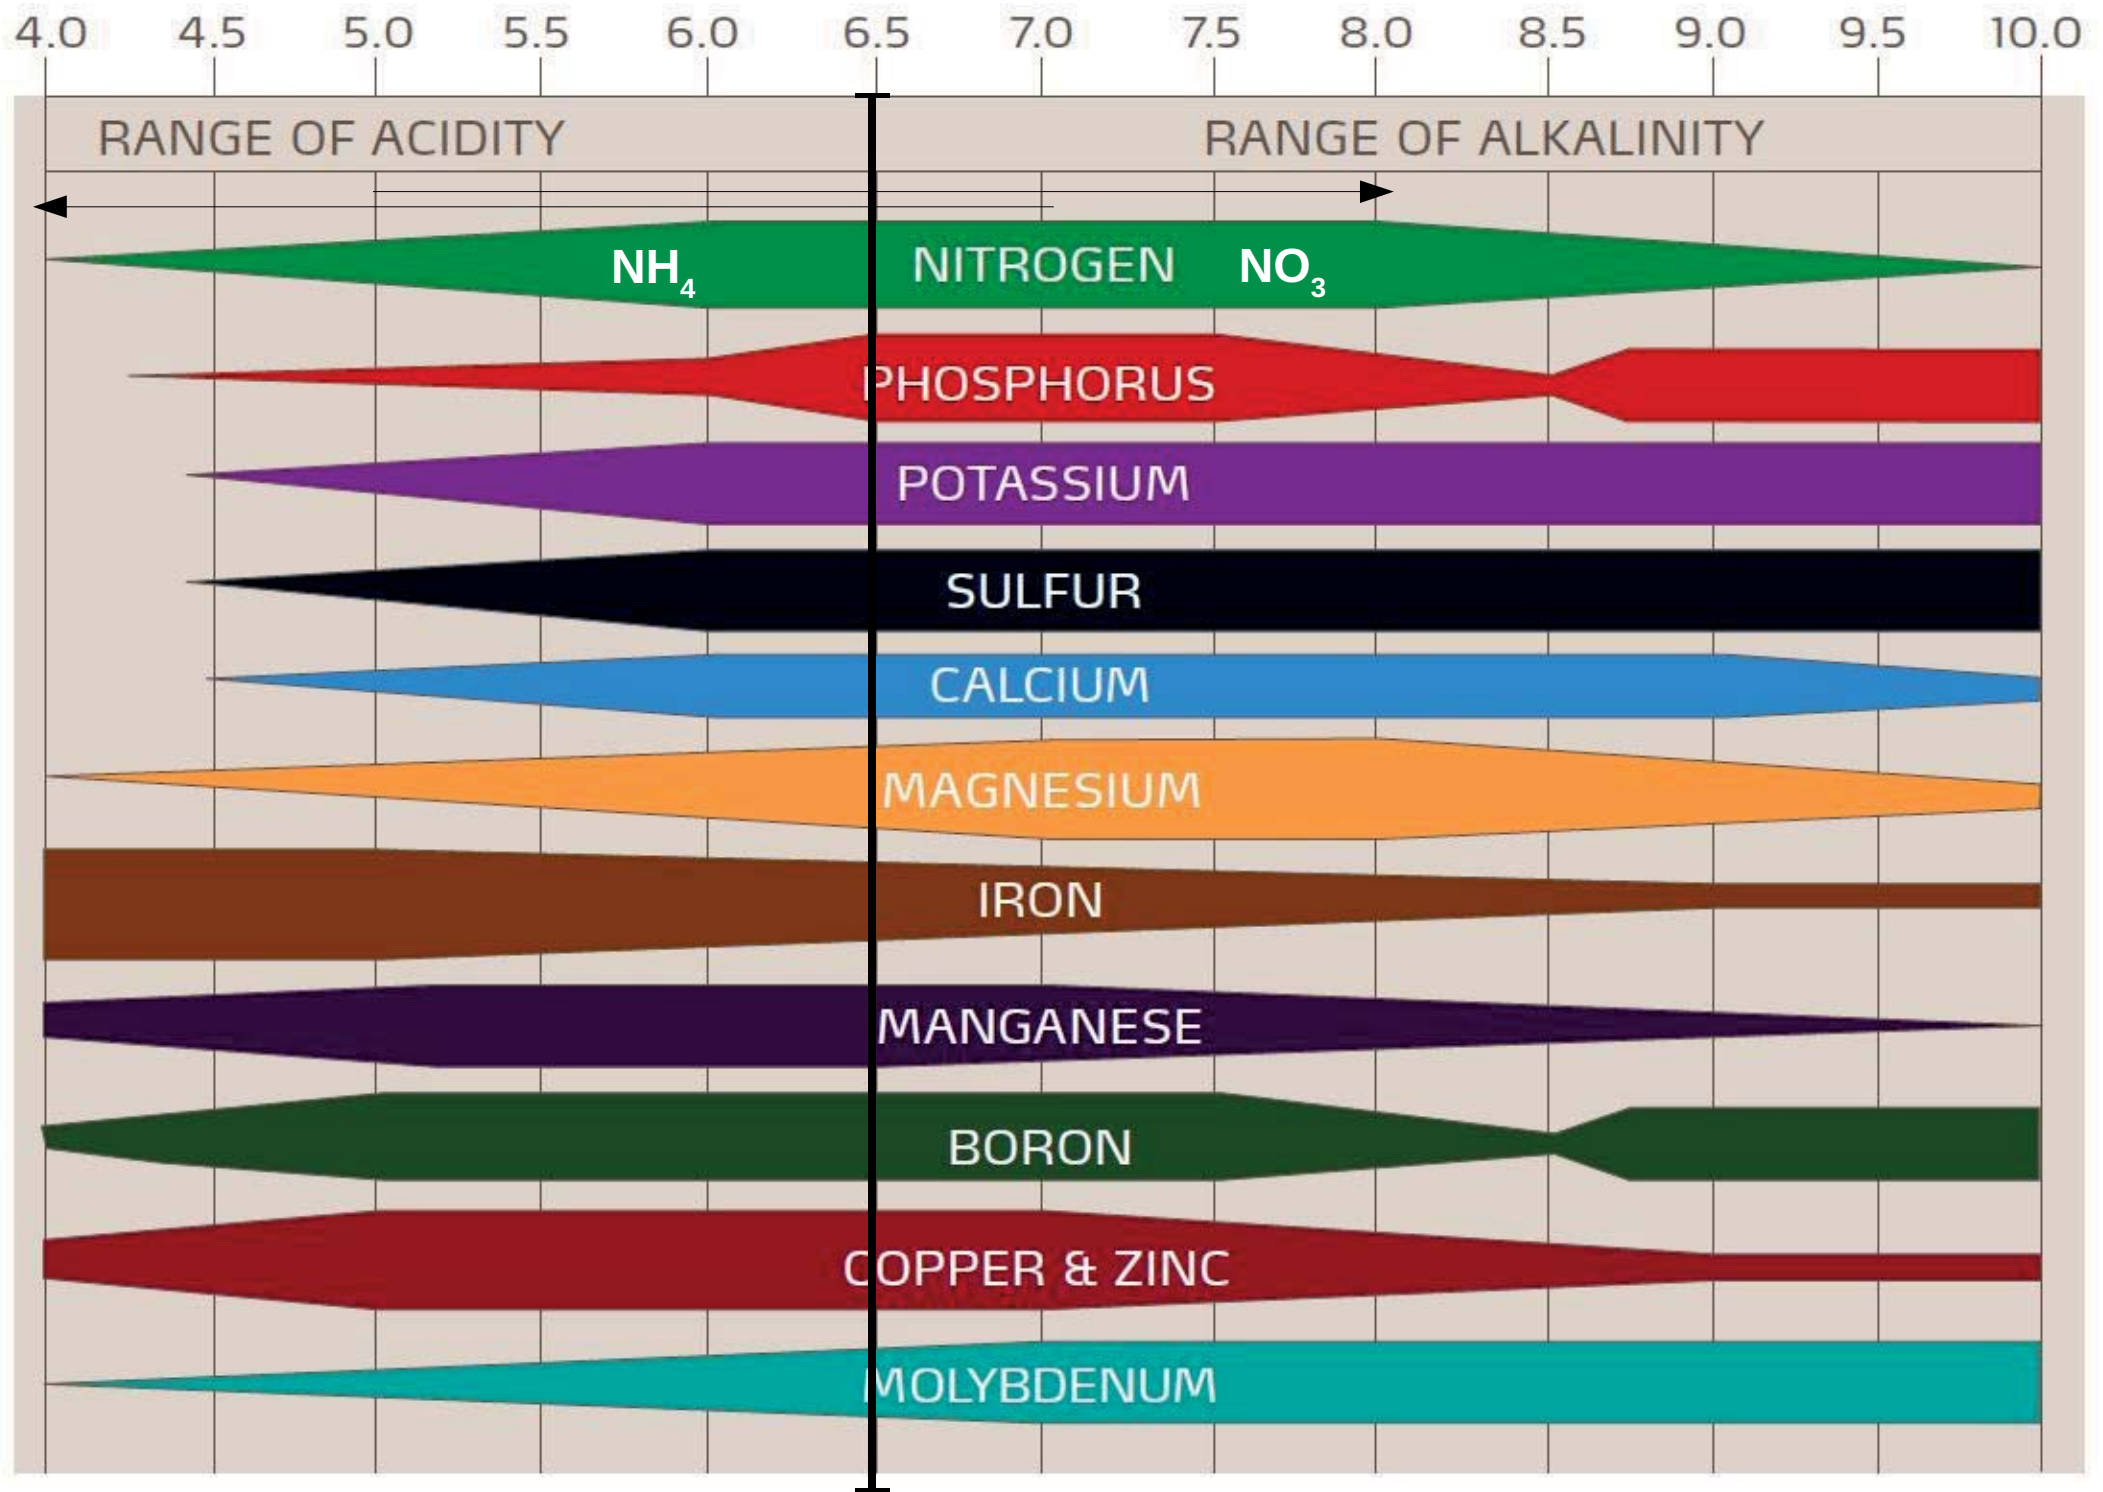 4.0 4.5 5.0 5.5 6.0 6.5 7.0 7.5 8.0 8.5 9.0 9.5 10.0
RANGE OF ACIDITY RANGE OF ALKALINITY
NH4 NITROGEN NO3
PHOSPHORUS
POTASSIUM
SULFUR
CALCIUM
MAGNESIUM
IRON
MANGANESE
BORON
COPPER & ZINC
MOLYBDENUM